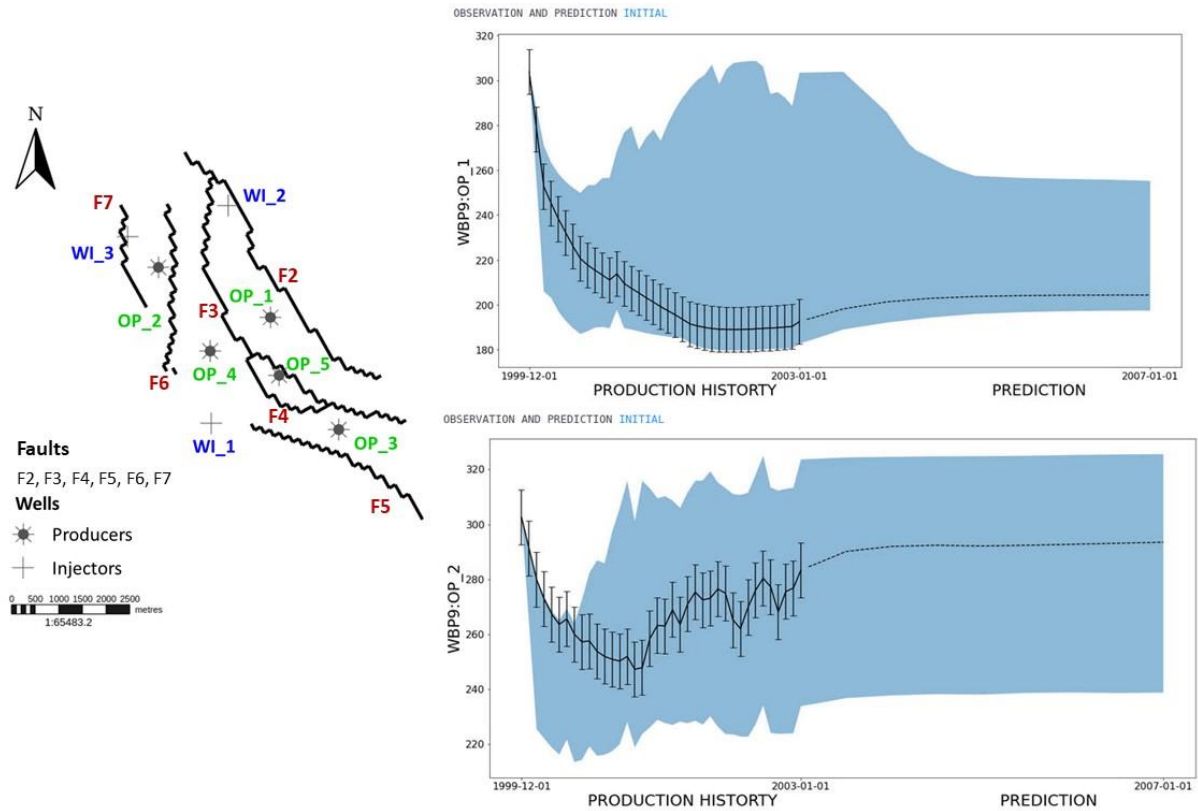 N
F7
WI_2
WI_3
F2
OP_1
F3
OP_2
OP_5
OP_4
F6
F4
WI_1
OP_3
F5
Faults
F2, F3, F4, F5, F6, F7
Wells
Producers
Injectors
0 500 1000 1500 2000 2500 metres
1:65483.2
OBSERVATION AND PREDICTION INITIAL
WBP9:OP_1
320
300
280
1260
240
220
200
180
1999-12-01
2003-01-01
2007-01-01
PRODUCTION HISTORTY
PREDICTION
OBSERVATION AND PREDICTION INITIAL
WBP9:OP_2
320
300
280
260
240
220
1999-12-01
2003-01-01
2007-01-01
PRODUCTION HISTORTY
PREDICTION